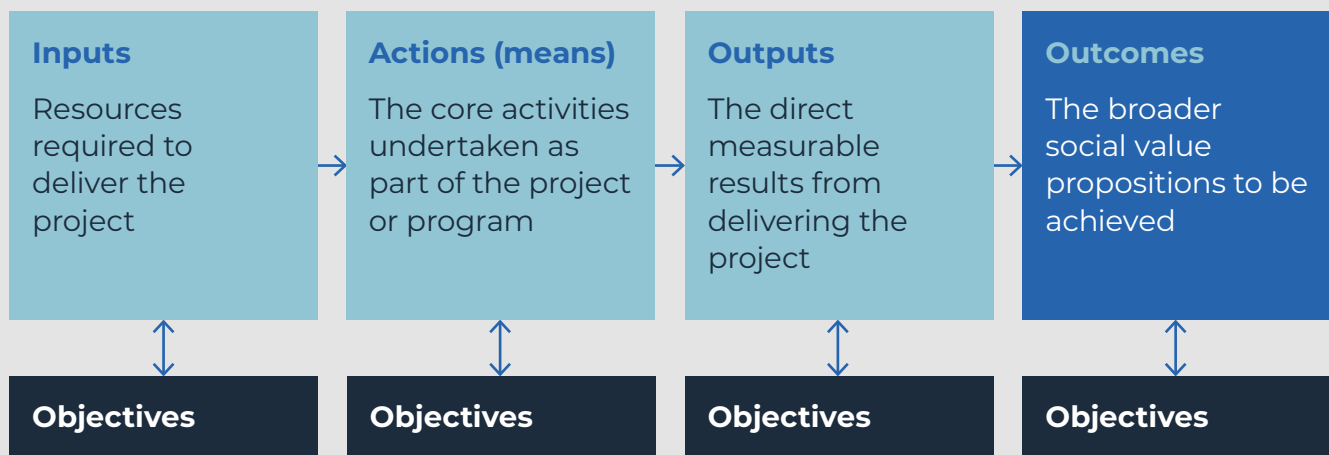 Inputs
Resources
required to
deliver the
project
Actions (means)
The core activities
undertaken as
part of the project
or program
Outputs
The direct
measurable
results from
delivering the
project
Outcomes
The broader
social value
propositions to be
achieved
Objectives
Objectives
Objectives
Objectives